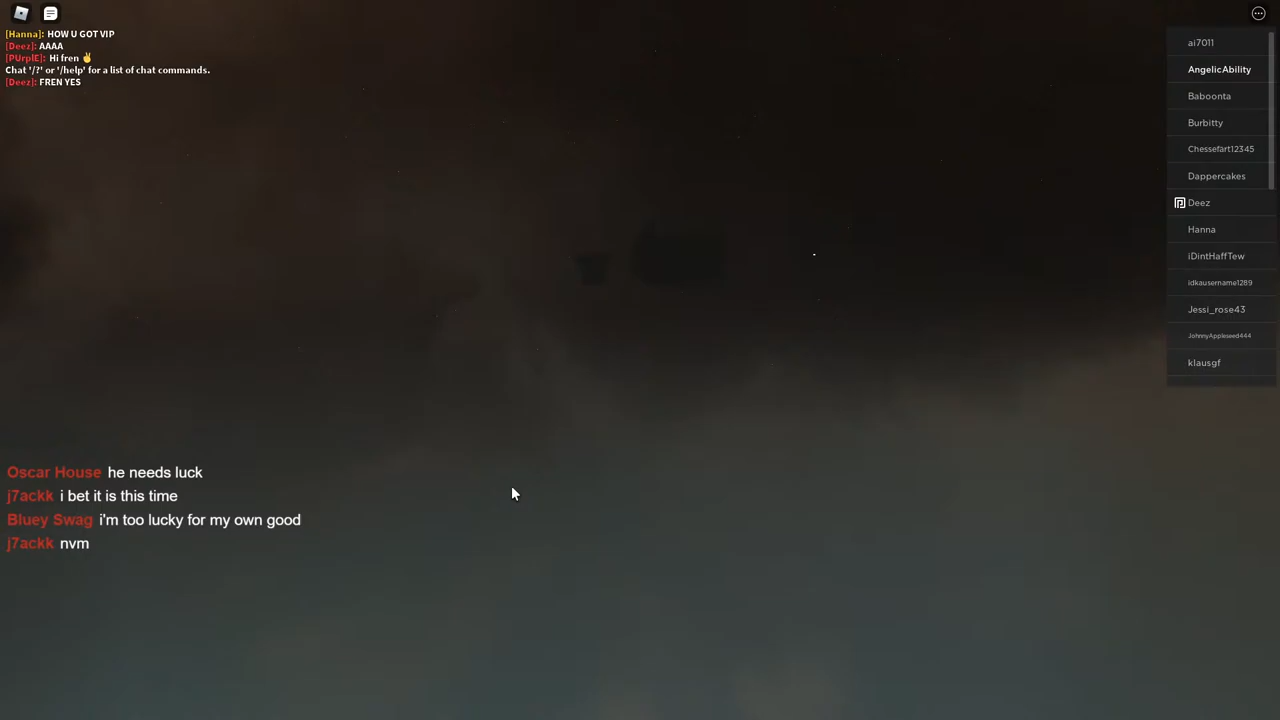 [Hanna]: HOW U GOT VIP
[Deez]: AAAA
[PUrplE]: Hi fren ✌
Chat '/?' or '/help' for a list of chat commands.
[Deez]: FREN YES
ai7011
AngelicAbility
Baboonta
Burbitty
Chessefart12345
Dappercakes
Deez
Hanna
iDintHaffTew
idkausername1289
Jessi_rose43
JohnnyAppleseed444
klausgf
Oscar House he needs luck
j7ackk i bet it is this time
Bluey Swag i'm too lucky for my own good
j7ackk nvm